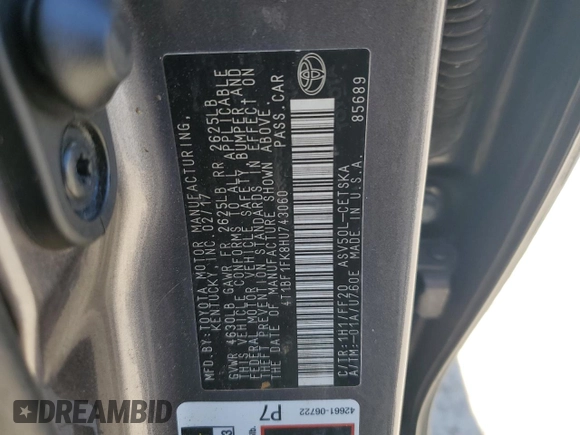 MFD.BY:TOYOTA MOTOR MANUFACTURING,
KENTUCKY, INC. 02/17
GVWR 4630LB GAWR FR 2625LB RR 2625LB
THIS VEHICLE CONFORMS TO ALL APPLICABLE
FEDERAL MOTOR VEHICLE SAFETY, BUMPER, AND
THEFT PREVENTION STANDARDS IN EFFECT ON
THE DATE OF MANUFACTURE SHOWN ABOVE.
4T1BF1FK8HU743060 PASS.CAR
C/TR:1H1/FF20 ASV50L-CETSKA
A/TM:-01A/U760E MADE IN U.S.A.
85689
42661-06722
P7
DREAMBID
dreambid.com